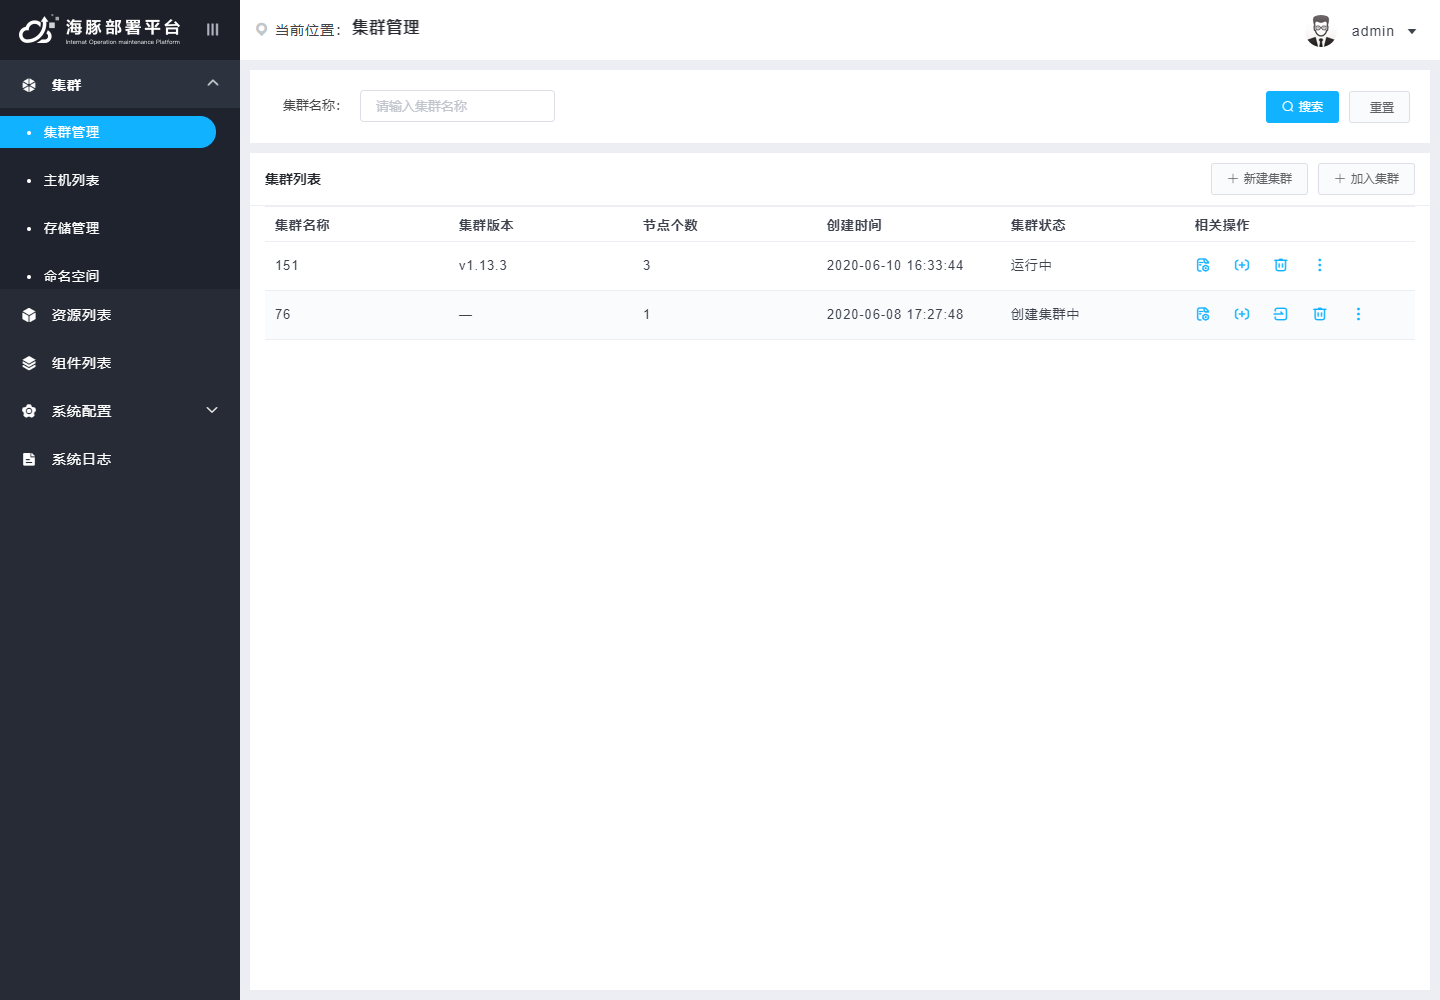 海豚部署平台
Internat Operation maintenance Platform
集群
集群管理
主机列表
存储管理
命名空间
资源列表
组件列表
系统配置
系统日志
当前位置： 集群管理
admin
集群名称： 请输入集群名称 搜索 重置
集群列表 新建集群 加入集群
集群名称 集群版本 节点个数 创建时间 集群状态 相关操作
151 v1.13.3 3 2020-06-10 16:33:44 运行中
76 — 1 2020-06-08 17:27:48 创建集群中